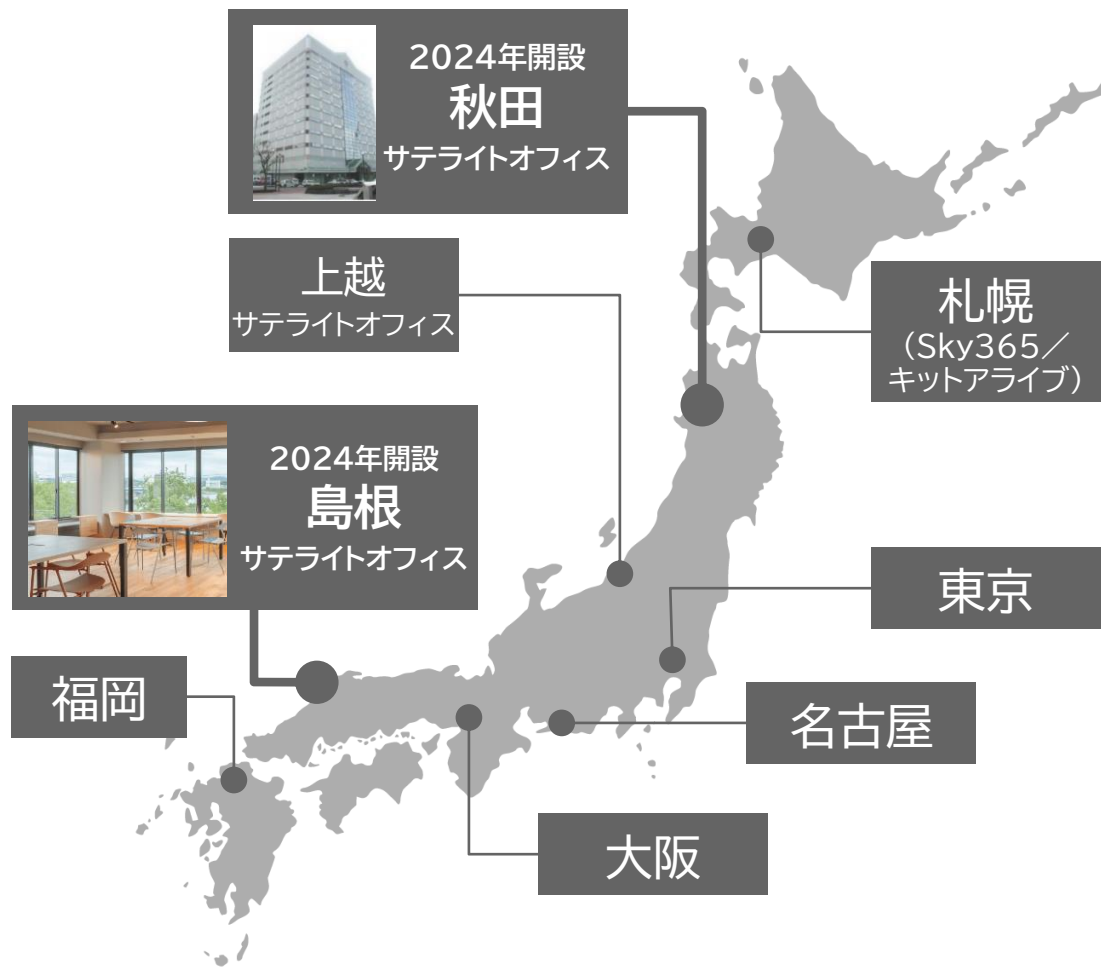 2024年開設
秋田
サテライトオフィス
上越
サテライトオフィス
札幌
（Sky365／
キットアライブ）
2024年開設
島根
サテライトオフィス
東京
福岡
名古屋
大阪